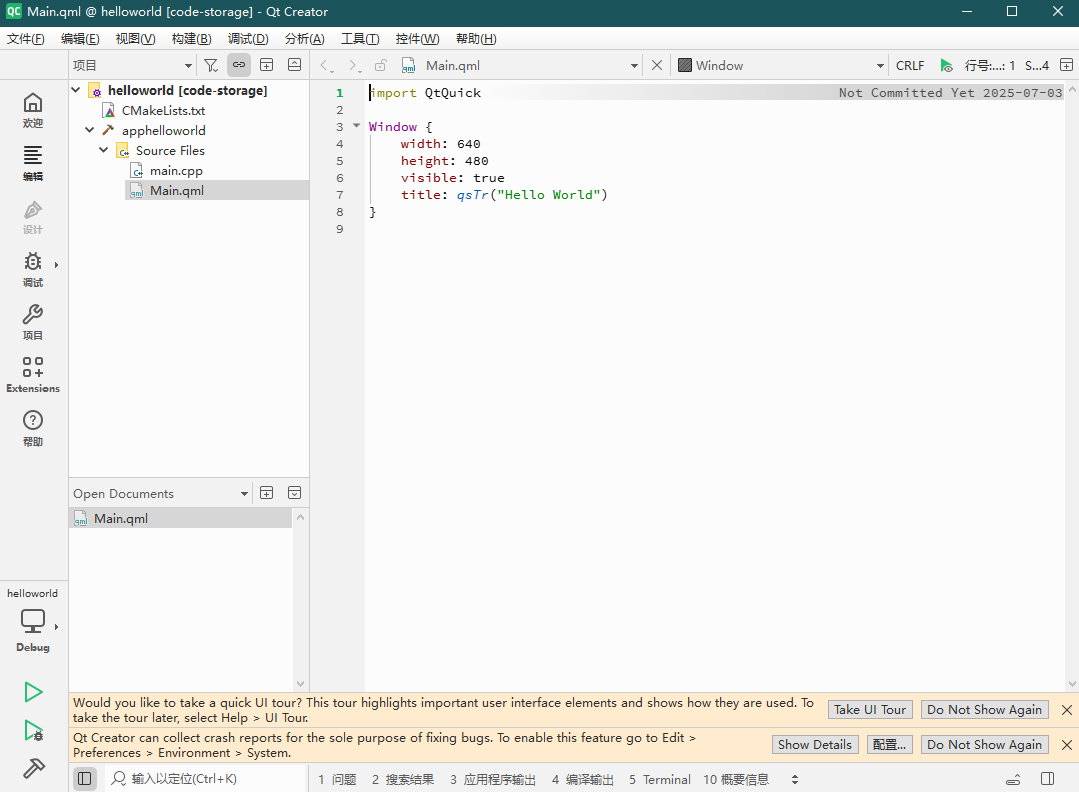 QC Main.qml @ helloworld [code-storage] - Qt Creator
文件(F) 编辑(E) 视图(V) 构建(B) 调试(D) 分析(A) 工具(T) 控件(W) 帮助(H)
项目 Main.qml Window CRLF 行号:...: 1 S...4
欢迎
编辑
设计
调试
项目
Extensions
帮助
helloworld [code-storage]
CMakeLists.txt
apphelloworld
Source Files
main.cpp
Main.qml
1 import QtQuick Not Committed Yet 2025-07-03
2
3 Window {
4 width: 640
5 height: 480
6 visible: true
7 title: qsTr("Hello World")
8 }
9
Open Documents
Main.qml
helloworld
Debug
Would you like to take a quick UI tour? This tour highlights important user interface elements and shows how they are used. To
take the tour later, select Help > UI Tour.
Take UI Tour Do Not Show Again
Qt Creator can collect crash reports for the sole purpose of fixing bugs. To enable this feature go to Edit >
Preferences > Environment > System.
Show Details 配置... Do Not Show Again
输入以定位(Ctrl+K) 1 问题 2 搜索结果 3 应用程序输出 4 编译输出 5 Terminal 10 概要信息